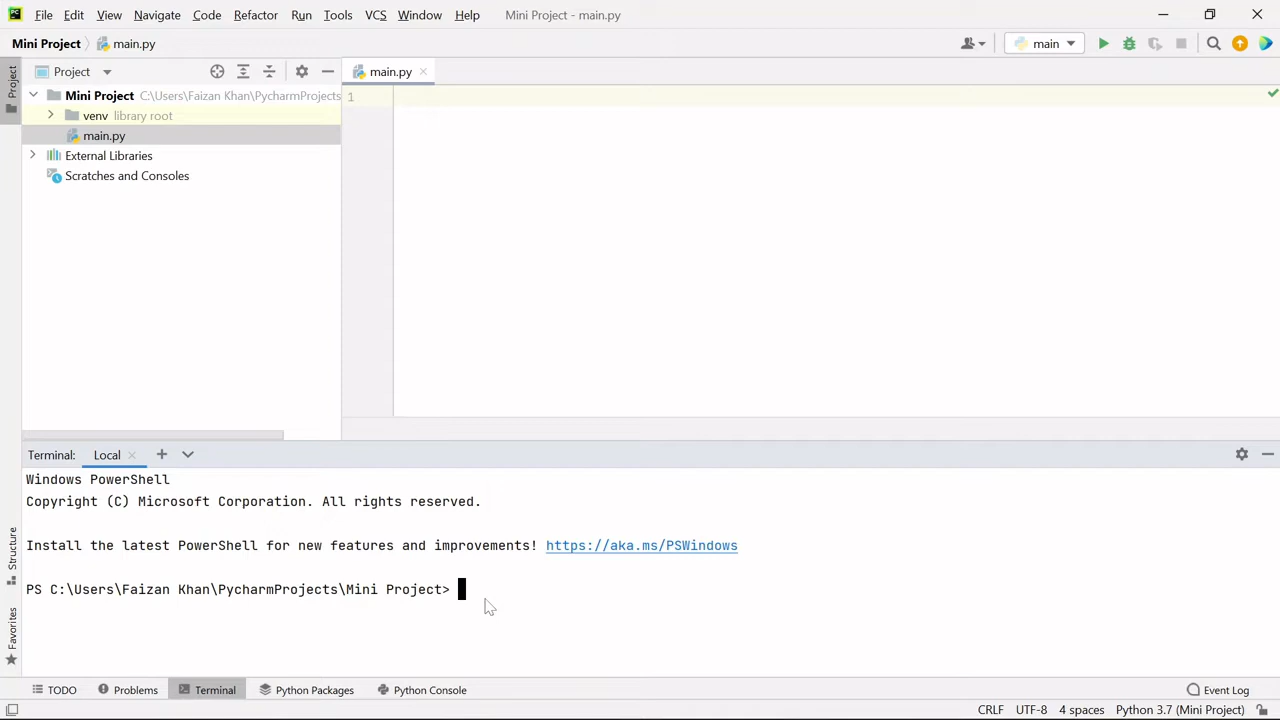 PC File Edit View Navigate Code Refactor Run Tools VCS Window Help Mini Project - main.py
Mini Project main.py main
Project Project main.py
Mini Project C:\Users\Faizan Khan\PycharmProjects 1
venv library root
main.py
External Libraries
Scratches and Consoles
Terminal: Local
Windows PowerShell
Copyright (C) Microsoft Corporation. All rights reserved.
Install the latest PowerShell for new features and improvements! https://aka.ms/PSWindows
PS C:\Users\Faizan Khan\PycharmProjects\Mini Project>
Structure
Favorites
TODO Problems Terminal Python Packages Python Console Event Log
CRLF UTF-8 4 spaces Python 3.7 (Mini Project)